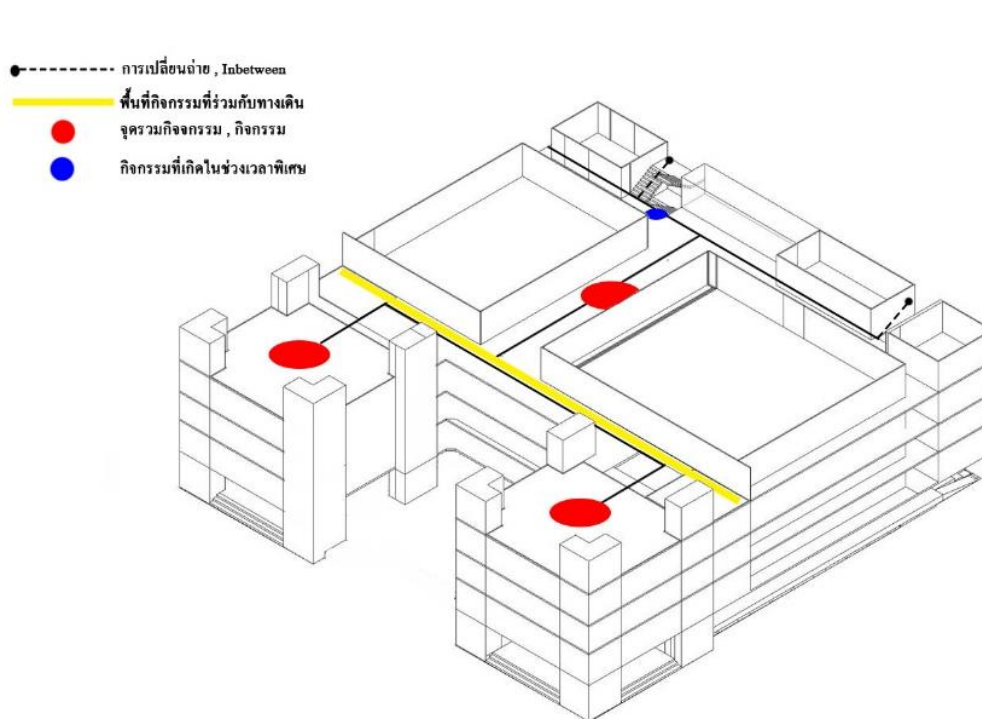 การเปลี่ยนถ่าย , Inbetween
พื้นที่กิจกรรมที่ร่วมกับทางเดิน
จุดรวมกิจจกรรม , กิจกรรม
กิจกรรมที่เกิดในช่วงเวลาพิเศษ